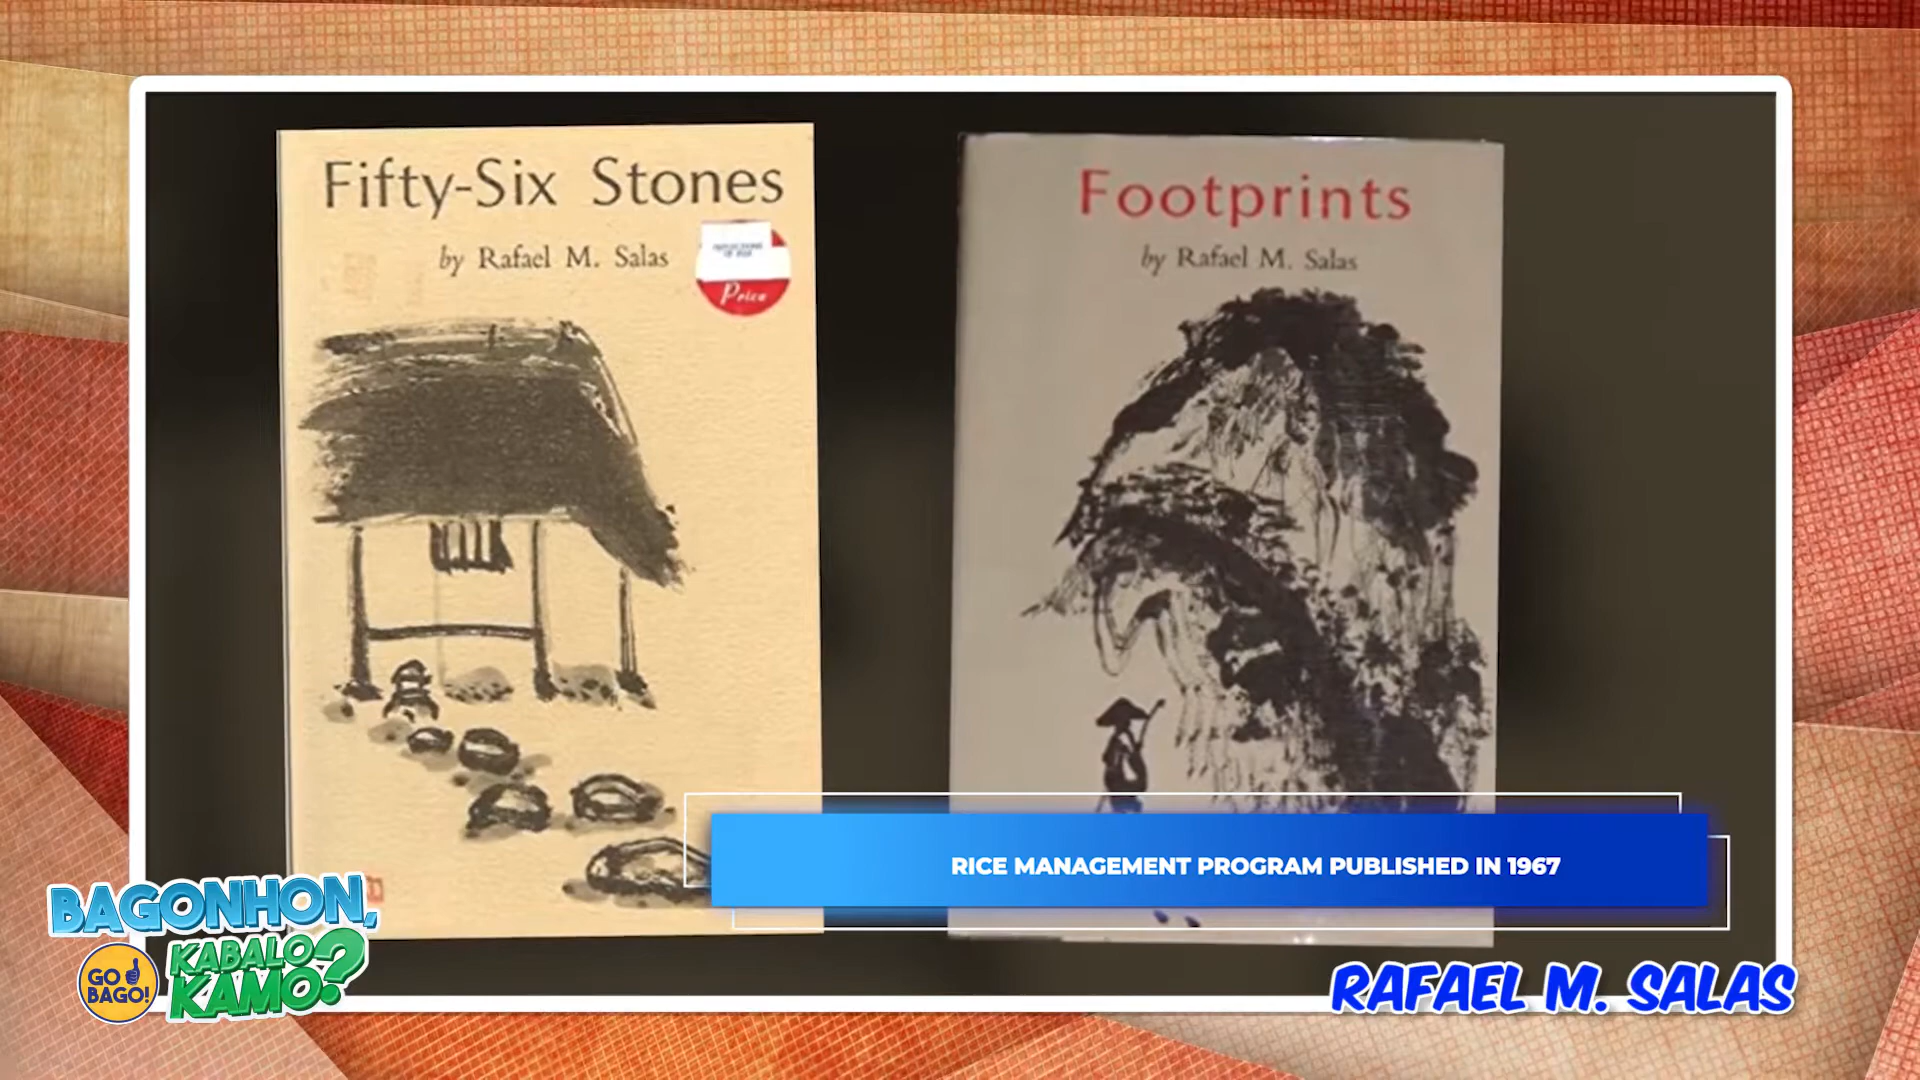 Fifty-Six Stones
by Rafael M. Salas
Price
Footprints
by Rafael M. Salas
RICE MANAGEMENT PROGRAM PUBLISHED IN 1967
BAGONHON,
KABALO
KAMO?
GO
BAGO!
RAFAEL M. SALAS